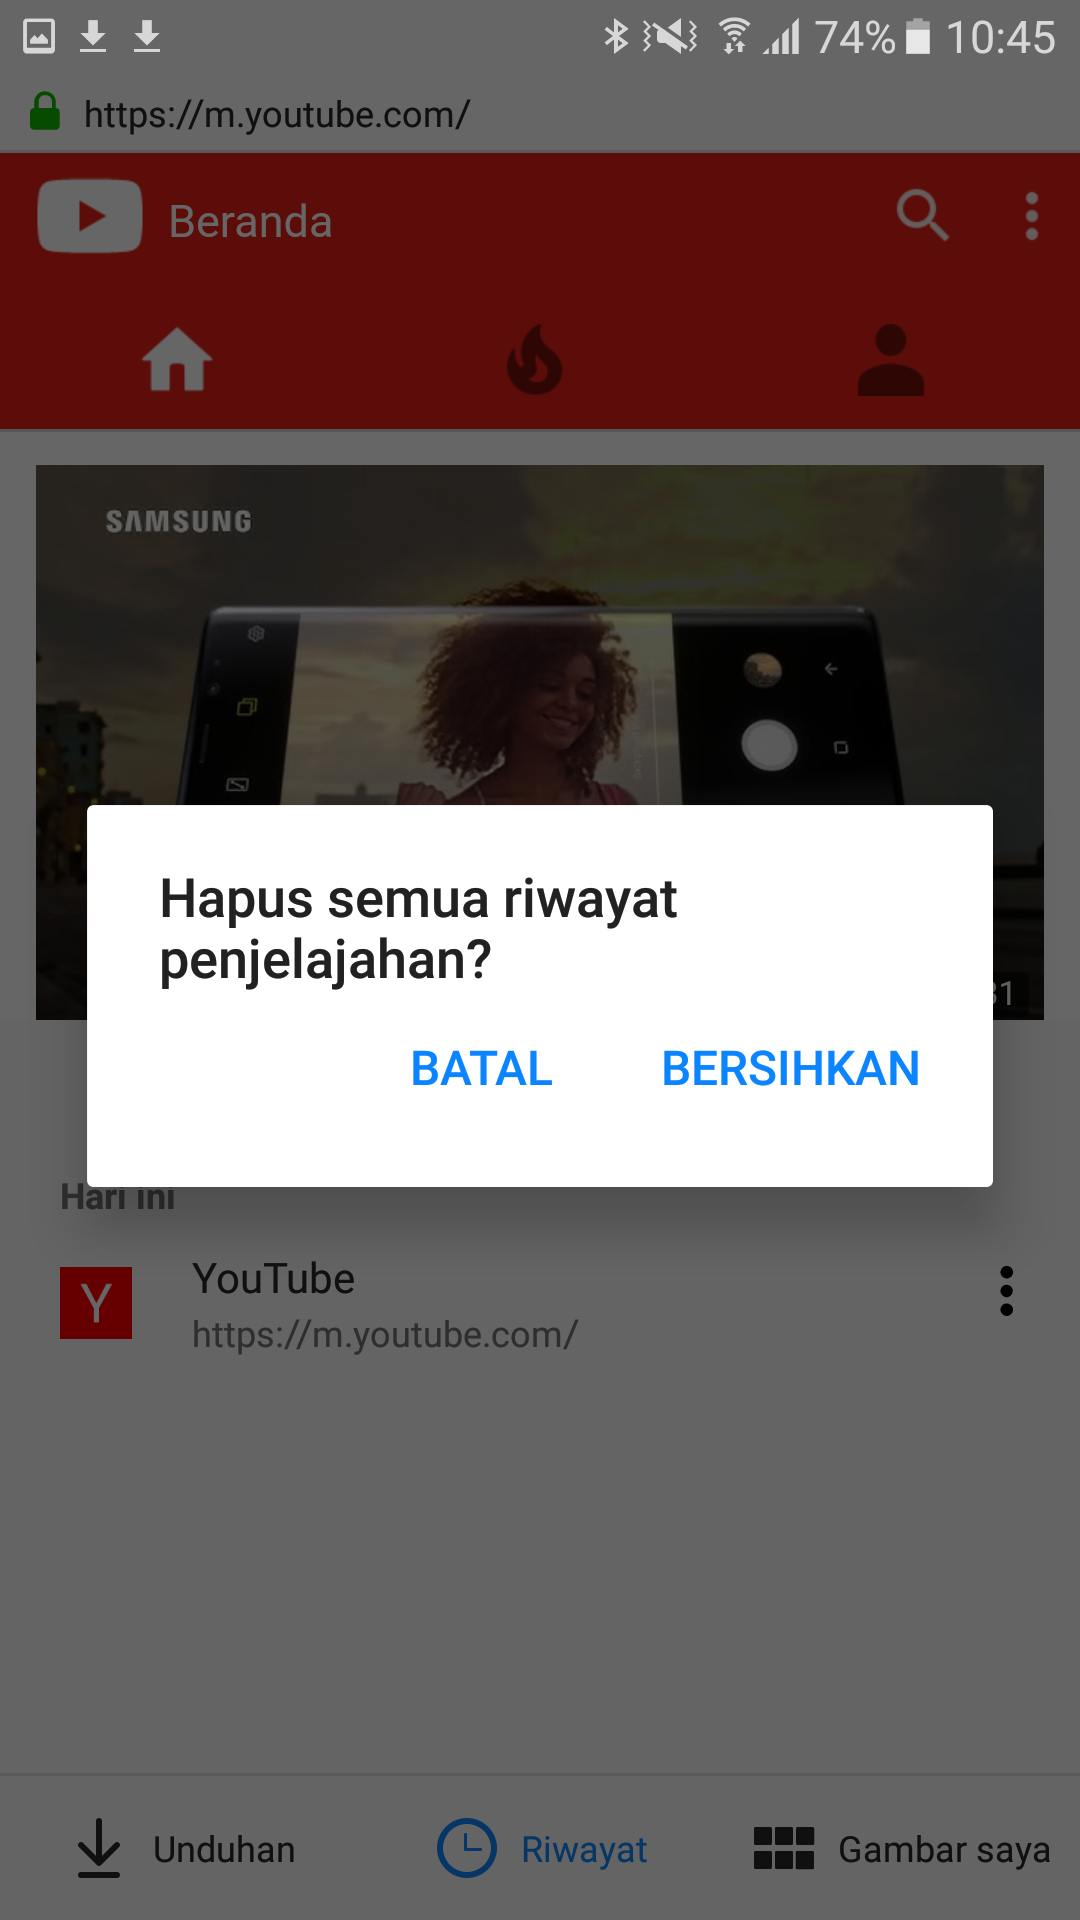 74% 10:45
https://m.youtube.com/
Beranda
SAMSUNG
Hapus semua riwayat
penjelajahan?
BATAL BERSIHKAN
Hari ini
Y
YouTube
https://m.youtube.com/
Unduhan Riwayat Gambar saya